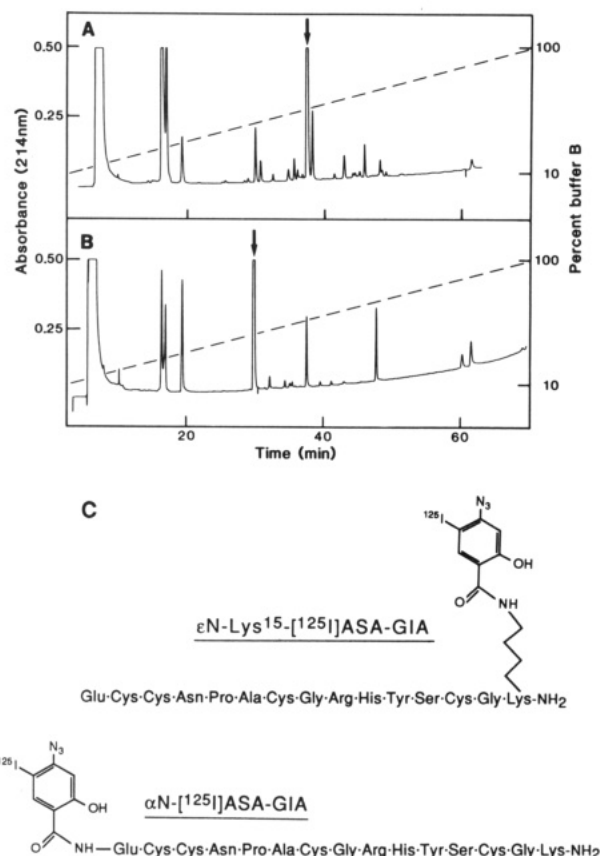 A
0.50
0.25
100
10
Absorbance (214nm)
Percent buffer B
B
0.50
0.25
100
10
20
40
60
Time (min)
C
N₃
¹²⁵I
OH
O
NH
εN-Lys¹⁵-[¹²⁵I]ASA-GIA
Glu·Cys·Cys·Asn·Pro·Ala·Cys·Gly·Arg·His·Tyr·Ser·Cys·Gly·Lys-NH₂
N₃
¹²⁵I
OH
αN-[¹²⁵I]ASA-GIA
O
NH—Glu·Cys·Cys·Asn·Pro·Ala·Cys·Gly·Arg·His·Tyr·Ser·Cys·Gly·Lys-NH₂